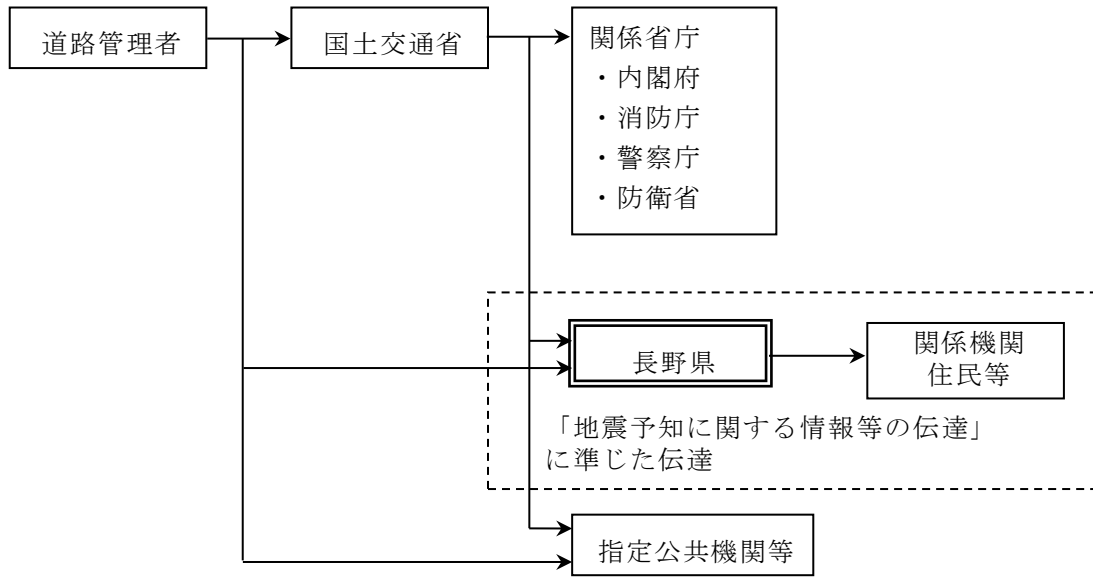 道路管理者
国土交通省
関係省庁
・内閣府
・消防庁
・警察庁
・防衛省
長野県
関係機関
住民等
「地震予知に関する情報等の伝達」
に準じた伝達
指定公共機関等